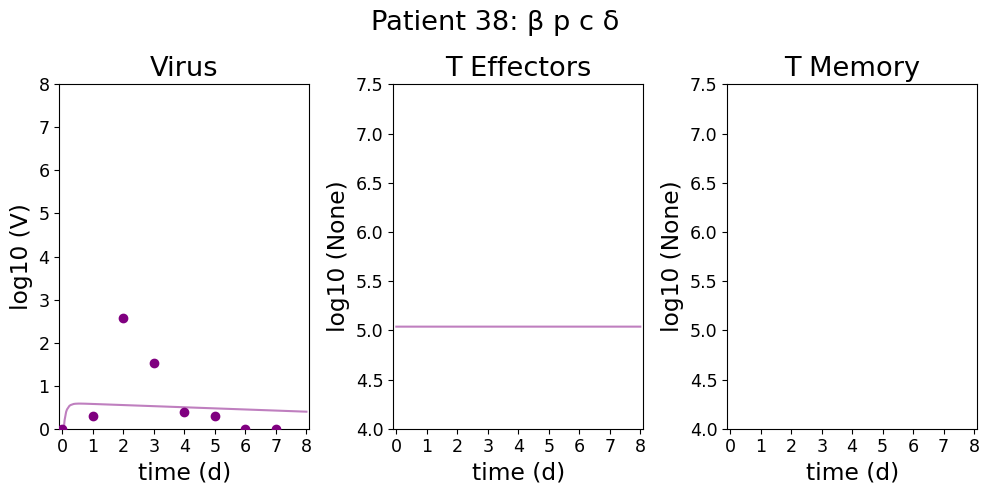 Patient 38: β p c δ
Virus
T Effectors
T Memory
log10 (V)
8
7
6
5
4
3
2
1
0
0 1 2 3 4 5 6 7 8
time (d)
log10 (None)
7.5
7.0
6.5
6.0
5.5
5.0
4.5
4.0
0 1 2 3 4 5 6 7 8
time (d)
log10 (None)
7.5
7.0
6.5
6.0
5.5
5.0
4.5
4.0
0 1 2 3 4 5 6 7 8
time (d)